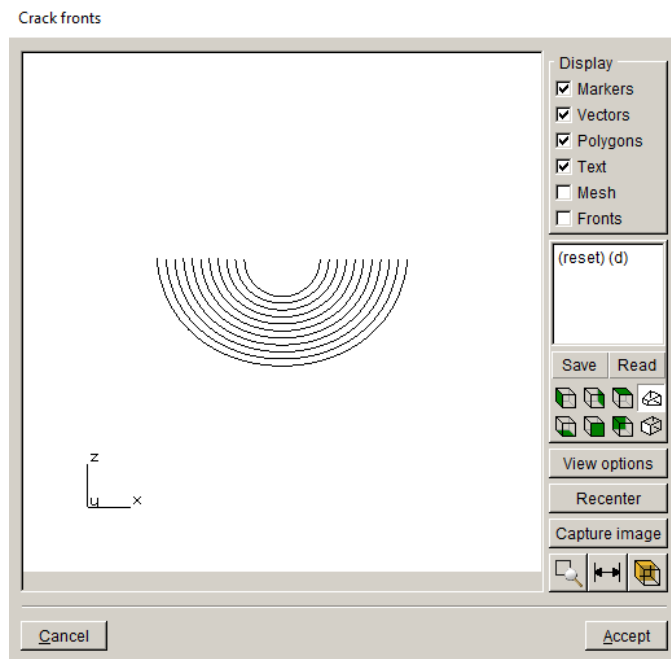 Crack fronts
Display
Markers
Vectors
Polygons
Text
Mesh
Fronts
(reset) (d)
Save Read
View options
Recenter
Capture image
z
y x
Cancel Accept